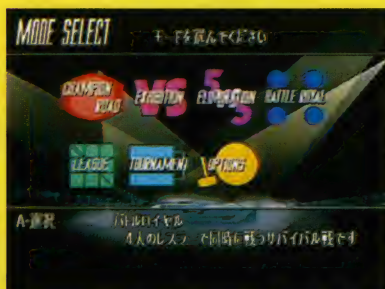 MODE SELECT モードを選んでください
CHAMPION ROAD VS EXHIBITION 5vs5 ELIMINATION BATTLE ROYAL
LEAGUE TOURNAMENT OPTIONS
A-選択 バトルロイヤル
4人のレスラーで同時に戦うサバイバル戦です